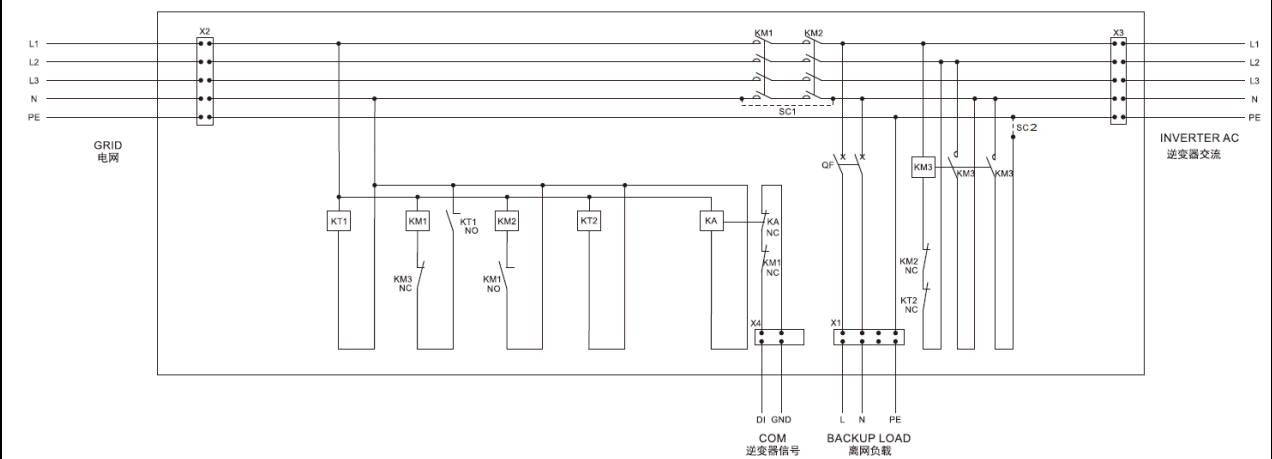 X2
KM1
KM2
X3
L1
L1
L2
L2
L3
L3
N
N
SC1
PE
PE
SC2
GRID
电网
INVERTER AC
逆变器交流
QF
KM3
KM3
KM3
KT1
KM1
KT1
NO
KM2
KT2
KA
KA
NC
KM1
NC
KM3
NC
KM1
NO
KM2
NC
KT2
NC
X4
X1
DI
GND
L
N
PE
COM
逆变器信号
BACKUP LOAD
离网负载